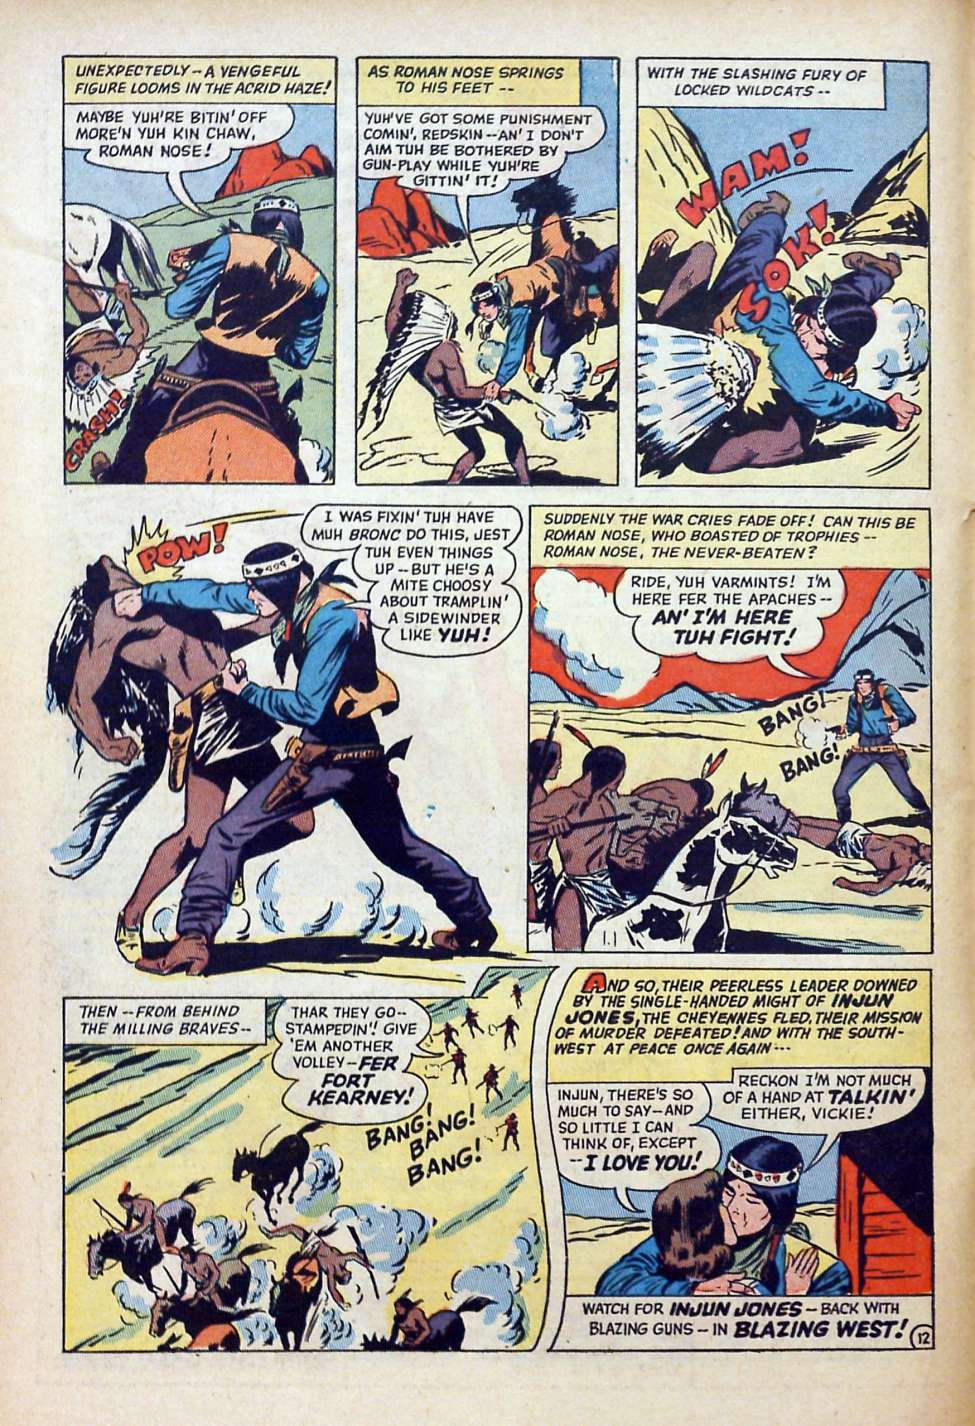 UNEXPECTEDLY — A VENGEFUL
FIGURE LOOMS IN THE ACRID HAZE!
MAYBE YUH'RE BITIN' OFF
MORE'N YUH KIN CHAW,
ROMAN NOSE!
CRASH!
AS ROMAN NOSE SPRINGS
TO HIS FEET --
YUH'VE GOT SOME PUNISHMENT
COMIN', REDSKIN -- AN' I DON'T
AIM TUH BE BOTHERED BY
GUN-PLAY WHILE YUH'RE
GITTIN' IT!
WITH THE SLASHING FURY OF
LOCKED WILDCATS --
WAM!
SOK!
POW!
I WAS FIXIN' TUH HAVE
MUH BRONC DO THIS, JEST
TUH EVEN THINGS
UP -- BUT HE'S A
MITE CHOOSY
ABOUT TRAMPLIN'
A SIDEWINDER
LIKE YUH!
SUDDENLY THE WAR CRIES FADE OFF! CAN THIS BE
ROMAN NOSE, WHO BOASTED OF TROPHIES --
ROMAN NOSE, THE NEVER-BEATEN?
RIDE, YUH VARMINTS! I'M
HERE FER THE APACHES --
AN' I'M HERE
TUH FIGHT!
BANG!
BANG!
THEN -- FROM BEHIND
THE MILLING BRAVES --
THAR THEY GO --
STAMPEDIN'! GIVE
'EM ANOTHER
VOLLEY -- FER
FORT
KEARNEY!
BANG!
BANG!
BANG!
AND SO, THEIR PEERLESS LEADER DOWNED
BY THE SINGLE-HANDED MIGHT OF INJUN
JONES, THE CHEYENNES FLED, THEIR MISSION
OF MURDER DEFEATED! AND WITH THE SOUTH-
WEST AT PEACE ONCE AGAIN ---
INJUN, THERE'S SO
MUCH TO SAY -- AND
SO LITTLE I CAN
THINK OF, EXCEPT
-- I LOVE YOU!
RECKON I'M NOT MUCH
OF A HAND AT TALKIN'
EITHER, VICKIE!
WATCH FOR INJUN JONES -- BACK WITH
BLAZING GUNS -- IN BLAZING WEST!
12